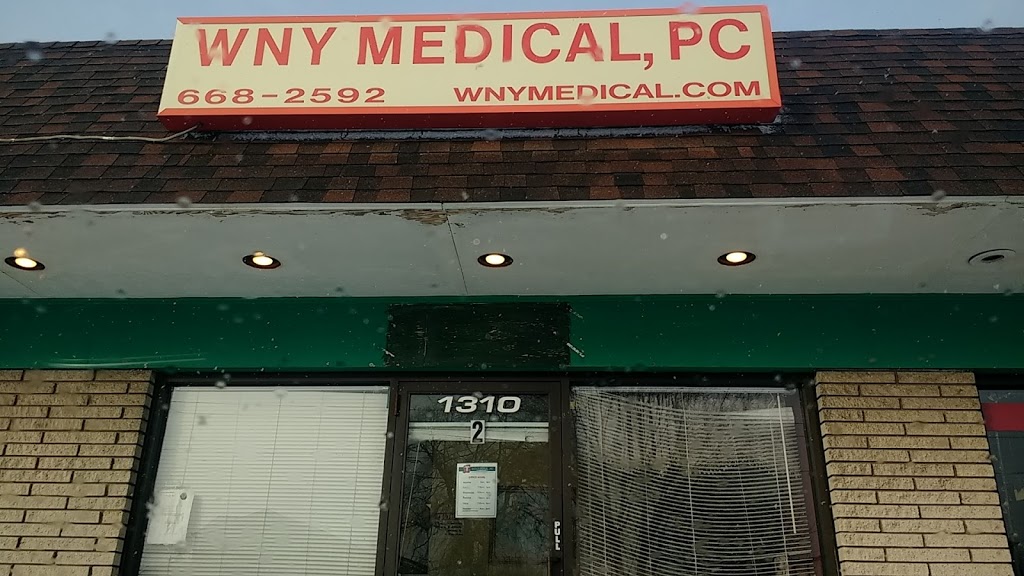 WNY MEDICAL, PC
668-2592 WNYMEDICAL.COM
1310
2
PULL